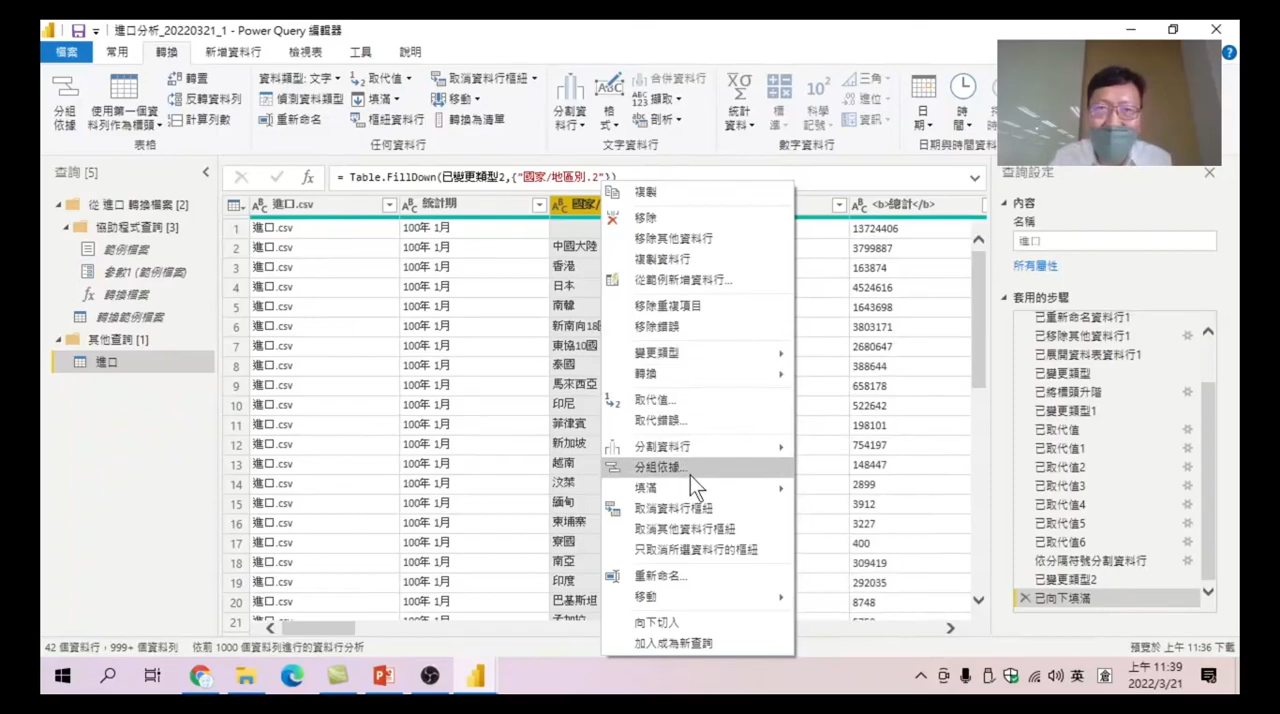 進口分析_20220321_1 - Power Query 編輯器
檔案 常用 轉換 新增資料行 檢視表 工具 說明
分組依據
使用第一個資料列作為標頭
轉置
反轉資料列
計算列數
表格
資料類型: 文字
偵測資料類型
重新命名
取代值
填滿
樞紐資料行
取消資料行樞紐
移動
轉換為清單
任何資料行
分割資料行
格式
合併資料行
擷取
剖析
文字資料行
統計資料
標準
科學記號
三角
進位
資訊
數字資料行
日期
時間
日期與時間資料
查詢 [5]
從 進口 轉換檔案 [2]
協助程式查詢 [3]
範例檔案
參數1 (範例檔案)
轉換檔案
轉換範例檔案
其他查詢 [1]
進口
= Table.FillDown(已變更類型2,{"國家/地區別.2"})
進口.csv 統計期 國家/ <b>總計</b>
1 進口.csv 100年 1月 13724406
2 進口.csv 100年 1月 中國大陸 3799887
3 進口.csv 100年 1月 香港 163874
4 進口.csv 100年 1月 日本 4524616
5 進口.csv 100年 1月 南韓 1643698
6 進口.csv 100年 1月 新南向18國 3803171
7 進口.csv 100年 1月 東協10國 2680647
8 進口.csv 100年 1月 泰國 388644
9 進口.csv 100年 1月 馬來西亞 658178
10 進口.csv 100年 1月 印尼 522642
11 進口.csv 100年 1月 菲律賓 198101
12 進口.csv 100年 1月 新加坡 754197
13 進口.csv 100年 1月 越南 148447
14 進口.csv 100年 1月 汶萊 2899
15 進口.csv 100年 1月 緬甸 3912
16 進口.csv 100年 1月 柬埔寨 3227
17 進口.csv 100年 1月 寮國 400
18 進口.csv 100年 1月 南亞 309419
19 進口.csv 100年 1月 印度 292035
20 進口.csv 100年 1月 巴基斯坦 8748
21
複製
移除
移除其他資料行
複製資料行
從範例新增資料行...
移除重複項目
移除錯誤
變更類型
轉換
取代值...
取代錯誤...
分割資料行
分組依據...
填滿
取消資料行樞紐
取消其他資料行樞紐
只取消所選資料行的樞紐
重新命名...
移動
向下切入
加入成為新查詢
查詢設定
內容
名稱
進口
所有屬性
套用的步驟
已重新命名資料行1
已移除其他資料行1
已展開資料表資料行1
已變更類型
已將標頭升階
已變更類型1
已取代值
已取代值1
已取代值2
已取代值3
已取代值4
已取代值5
已取代值6
依分隔符號分割資料行
已變更類型2
已向下填滿
42 個資料行，999+ 個資料列 依前 1000 個資料列進行的資料行分析
預覽於 上午 11:36 下載
英
倉
上午 11:39
2022/3/21